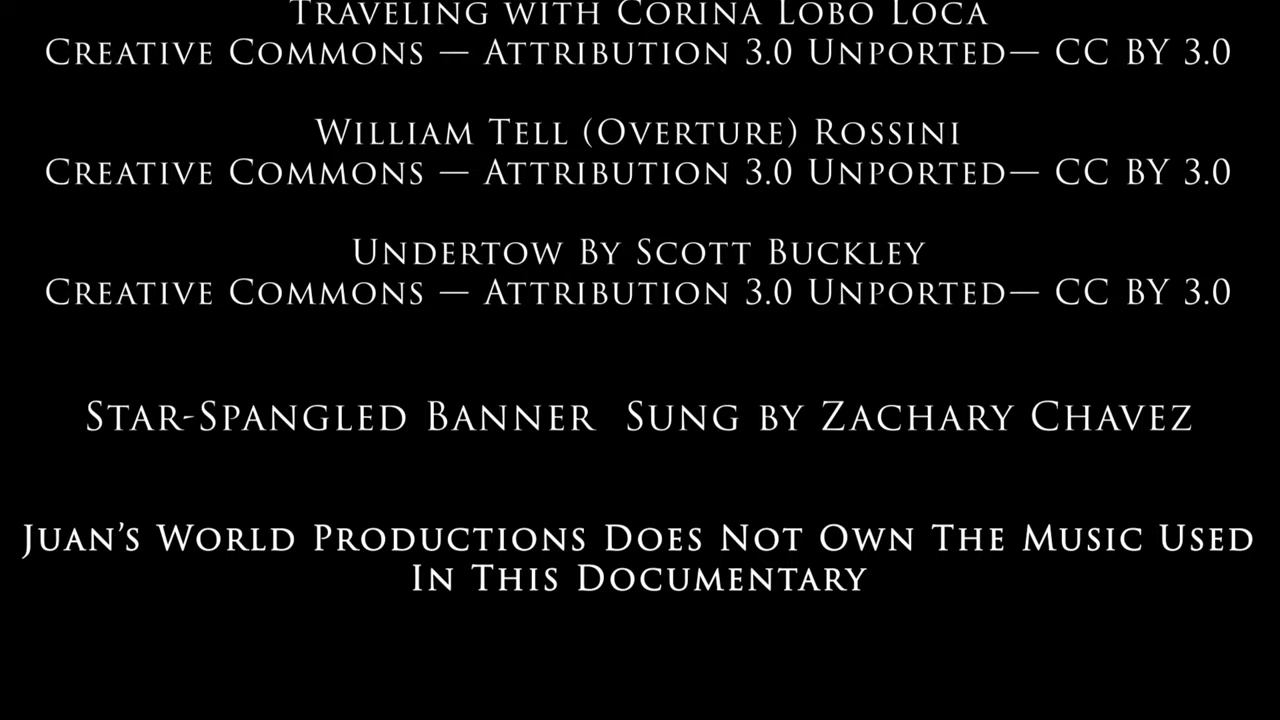 Traveling with Corina Lobo Loca
Creative Commons — Attribution 3.0 Unported— CC BY 3.0
William Tell (Overture) Rossini
Creative Commons — Attribution 3.0 Unported— CC BY 3.0
Undertow By Scott Buckley
Creative Commons — Attribution 3.0 Unported— CC BY 3.0
Star-Spangled Banner  Sung by Zachary Chavez
Juan’s World Productions Does Not Own The Music Used
In This Documentary